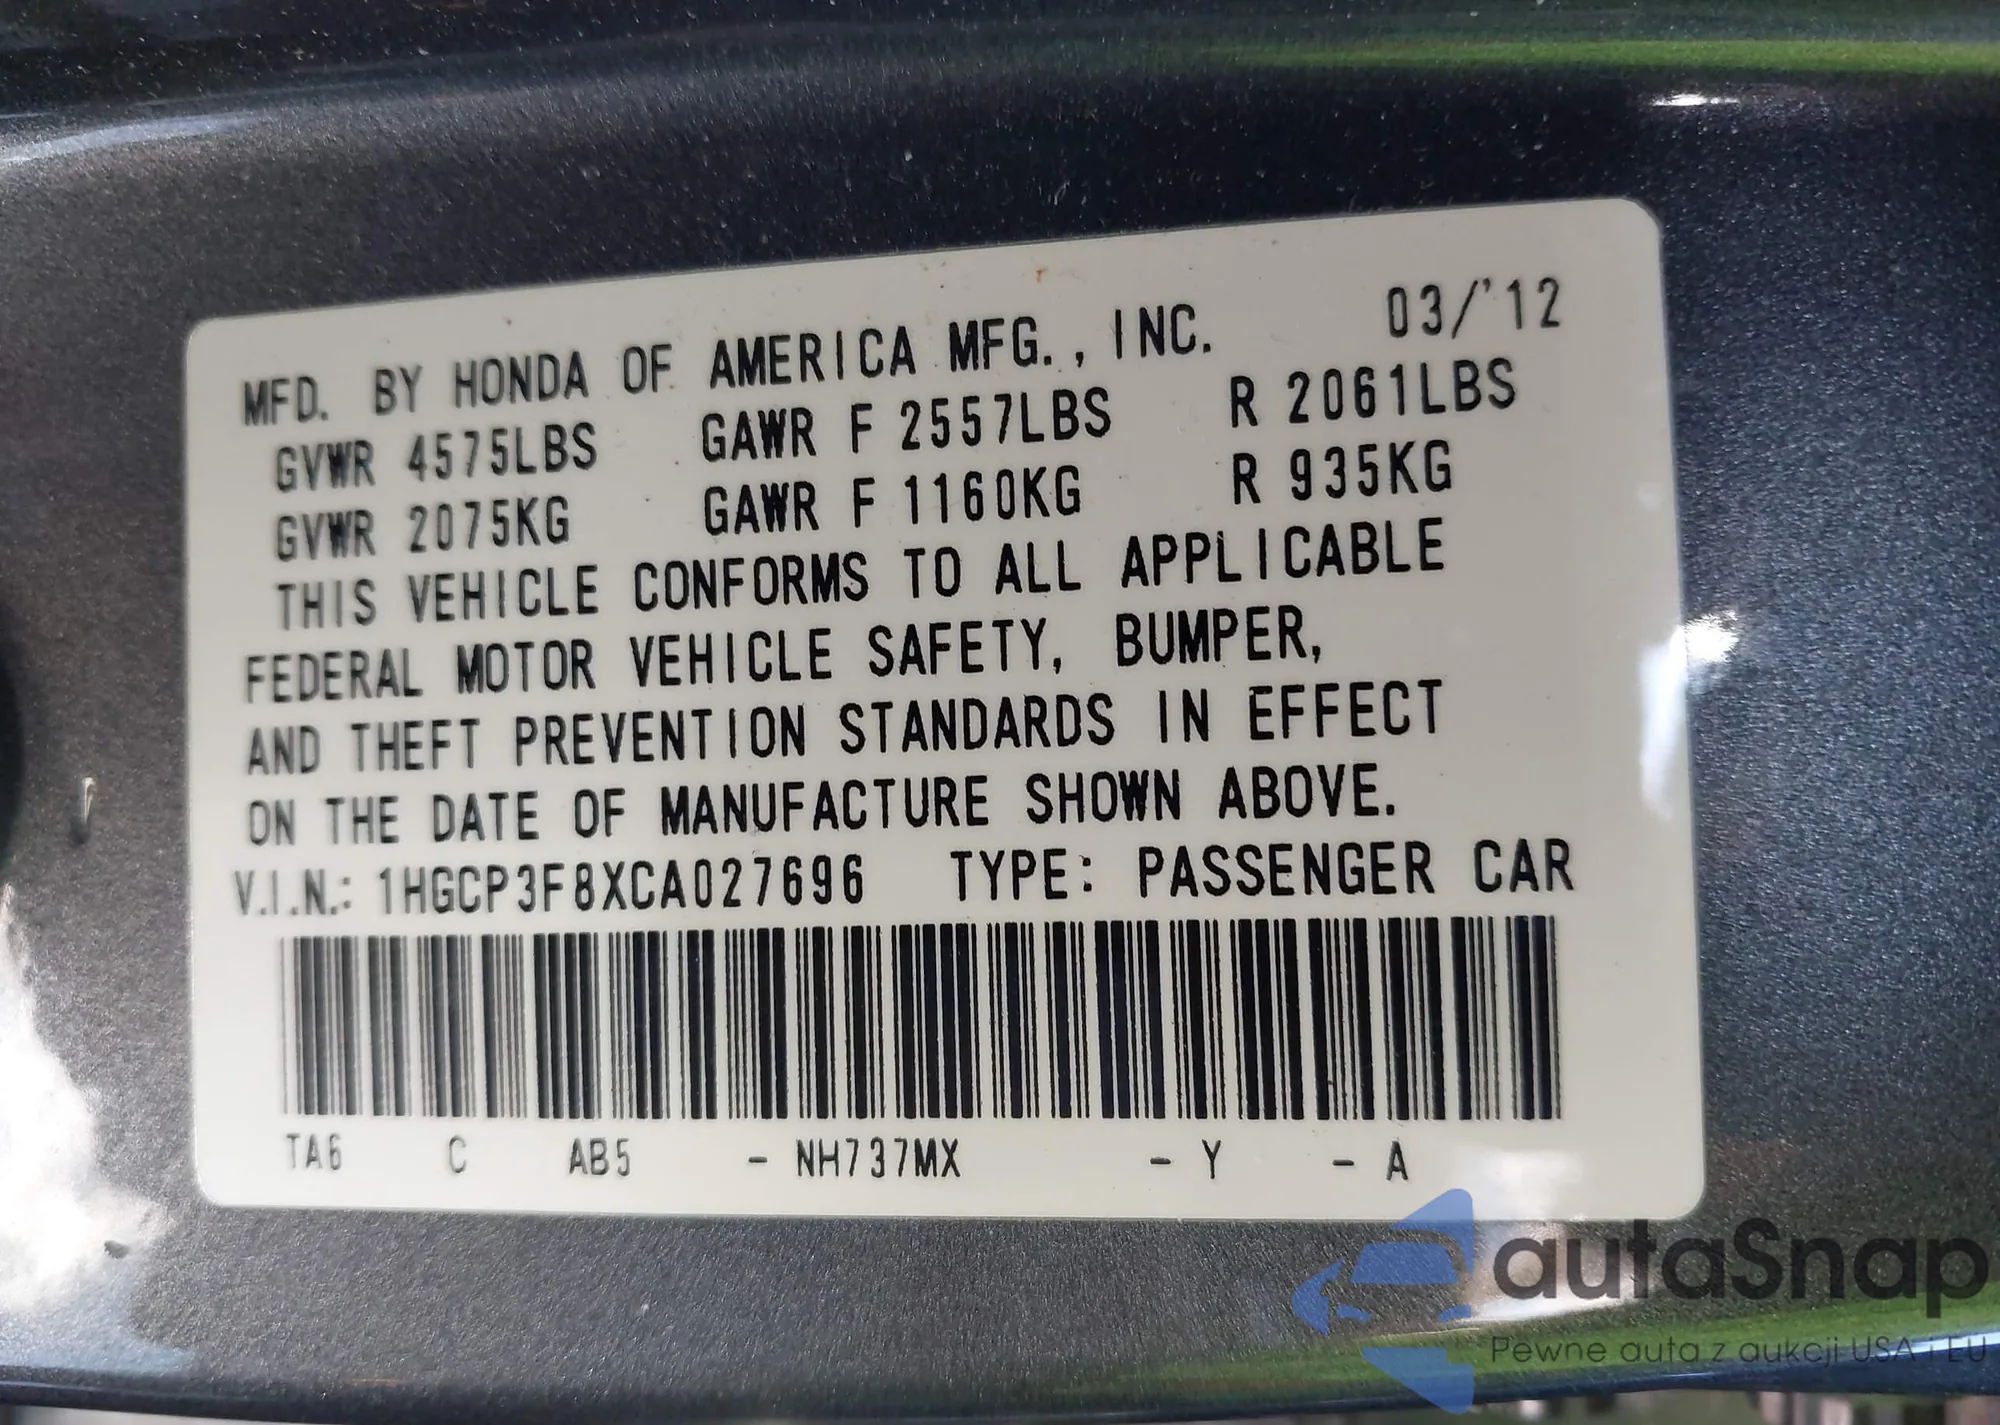 MFD. BY HONDA OF AMERICA MFG., INC. 03/'12
GVWR 4575LBS GAWR F 2557LBS R 2061LBS
GVWR 2075KG GAWR F 1160KG R 935KG
THIS VEHICLE CONFORMS TO ALL APPLICABLE
FEDERAL MOTOR VEHICLE SAFETY, BUMPER,
AND THEFT PREVENTION STANDARDS IN EFFECT
ON THE DATE OF MANUFACTURE SHOWN ABOVE.
V.I.N.: 1HGCP3F8XCA027696 TYPE: PASSENGER CAR
TA6 C AB5 - NH737MX - Y - A
autaSnap
Pewne auta z aukcji USA i EU